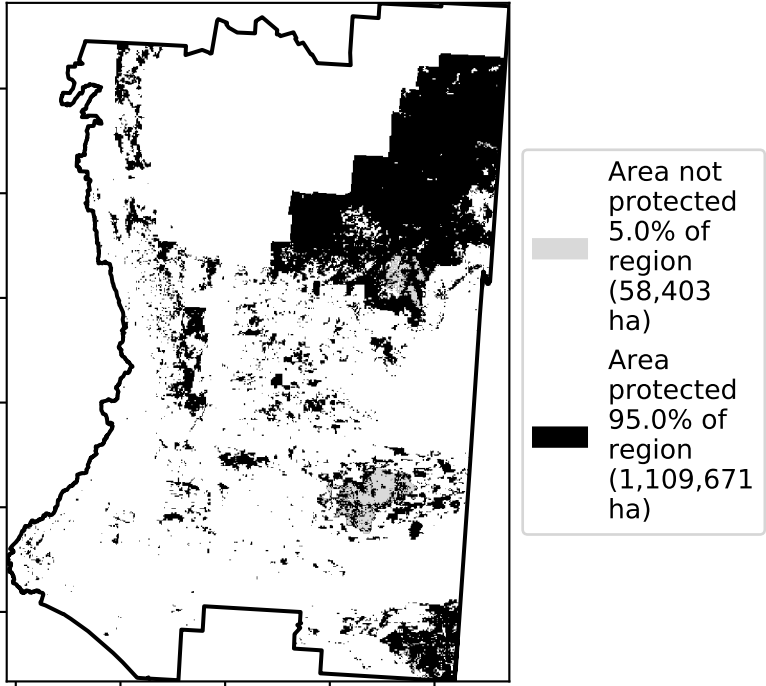 Area not
protected
5.0% of
region
(58,403
ha)
Area
protected
95.0% of
region
(1,109,671
ha)